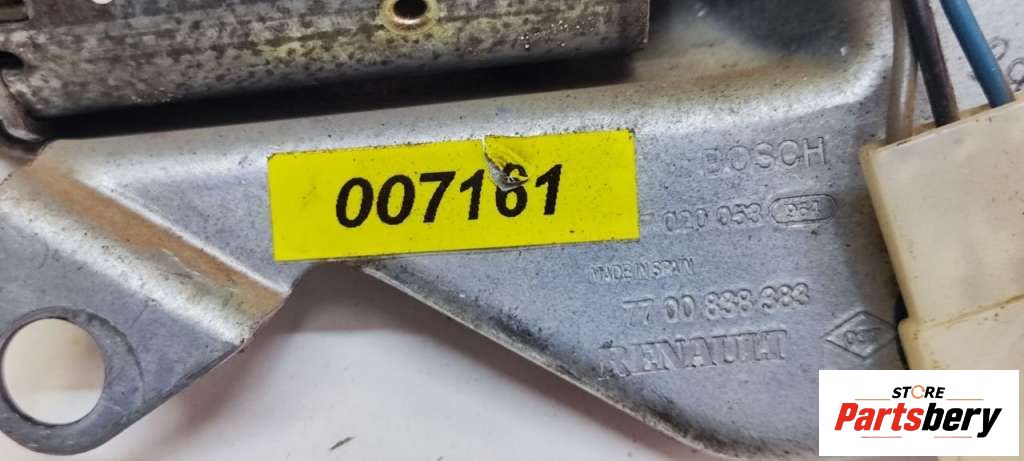 007161
BOSCH
020 053
MADE IN SPAIN
77 00 838 383
RENAULT
STORE
Partsbery